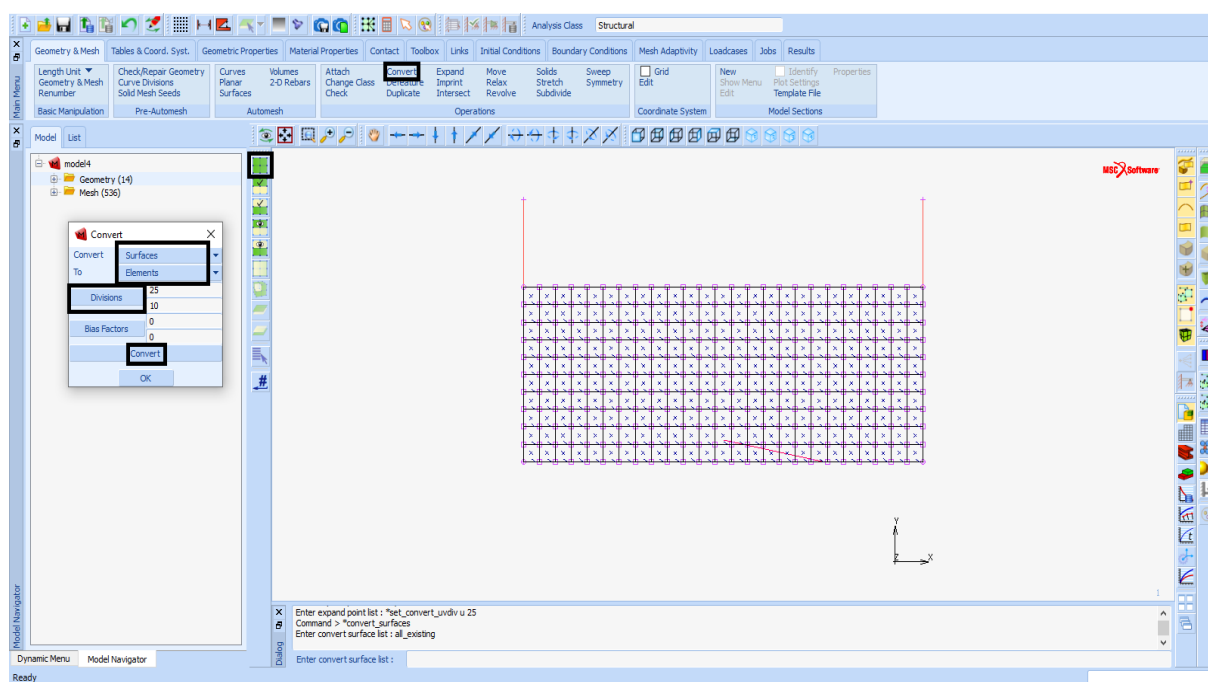 Analysis Class Structural
Geometry & Mesh Tables & Coord. Syst. Geometric Properties Material Properties Contact Toolbox Links Initial Conditions Boundary Conditions Mesh Adaptivity Loadcases Jobs Results
Length Unit ▼ Check/Repair Geometry Curves Volumes Attach Convert Expand Move Solids Sweep Grid New Identify Properties
Geometry & Mesh Curve Divisions Planar 2-D Rebars Change Class Defeature Imprint Relax Stretch Symmetry Edit Show Menu Plot Settings
Renumber Solid Mesh Seeds Surfaces Check Duplicate Intersect Revolve Subdivide Edit Template File
Basic Manipulation Pre-Automesh Automesh Operations Coordinate System Model Sections
Main Menu
Model List
model4
Geometry (14)
Mesh (536)
MSC Software
Convert
Convert Surfaces
To Elements
Divisions 25
10
Bias Factors 0
0
Convert
OK
#
Y
Z X
1
Enter expand point list : *set_convert_uvdiv u 25
Command > *convert_surfaces
Enter convert surface list : all_existing
Enter convert surface list :
Dialog
Model Navigator
Dynamic Menu Model Navigator
Ready